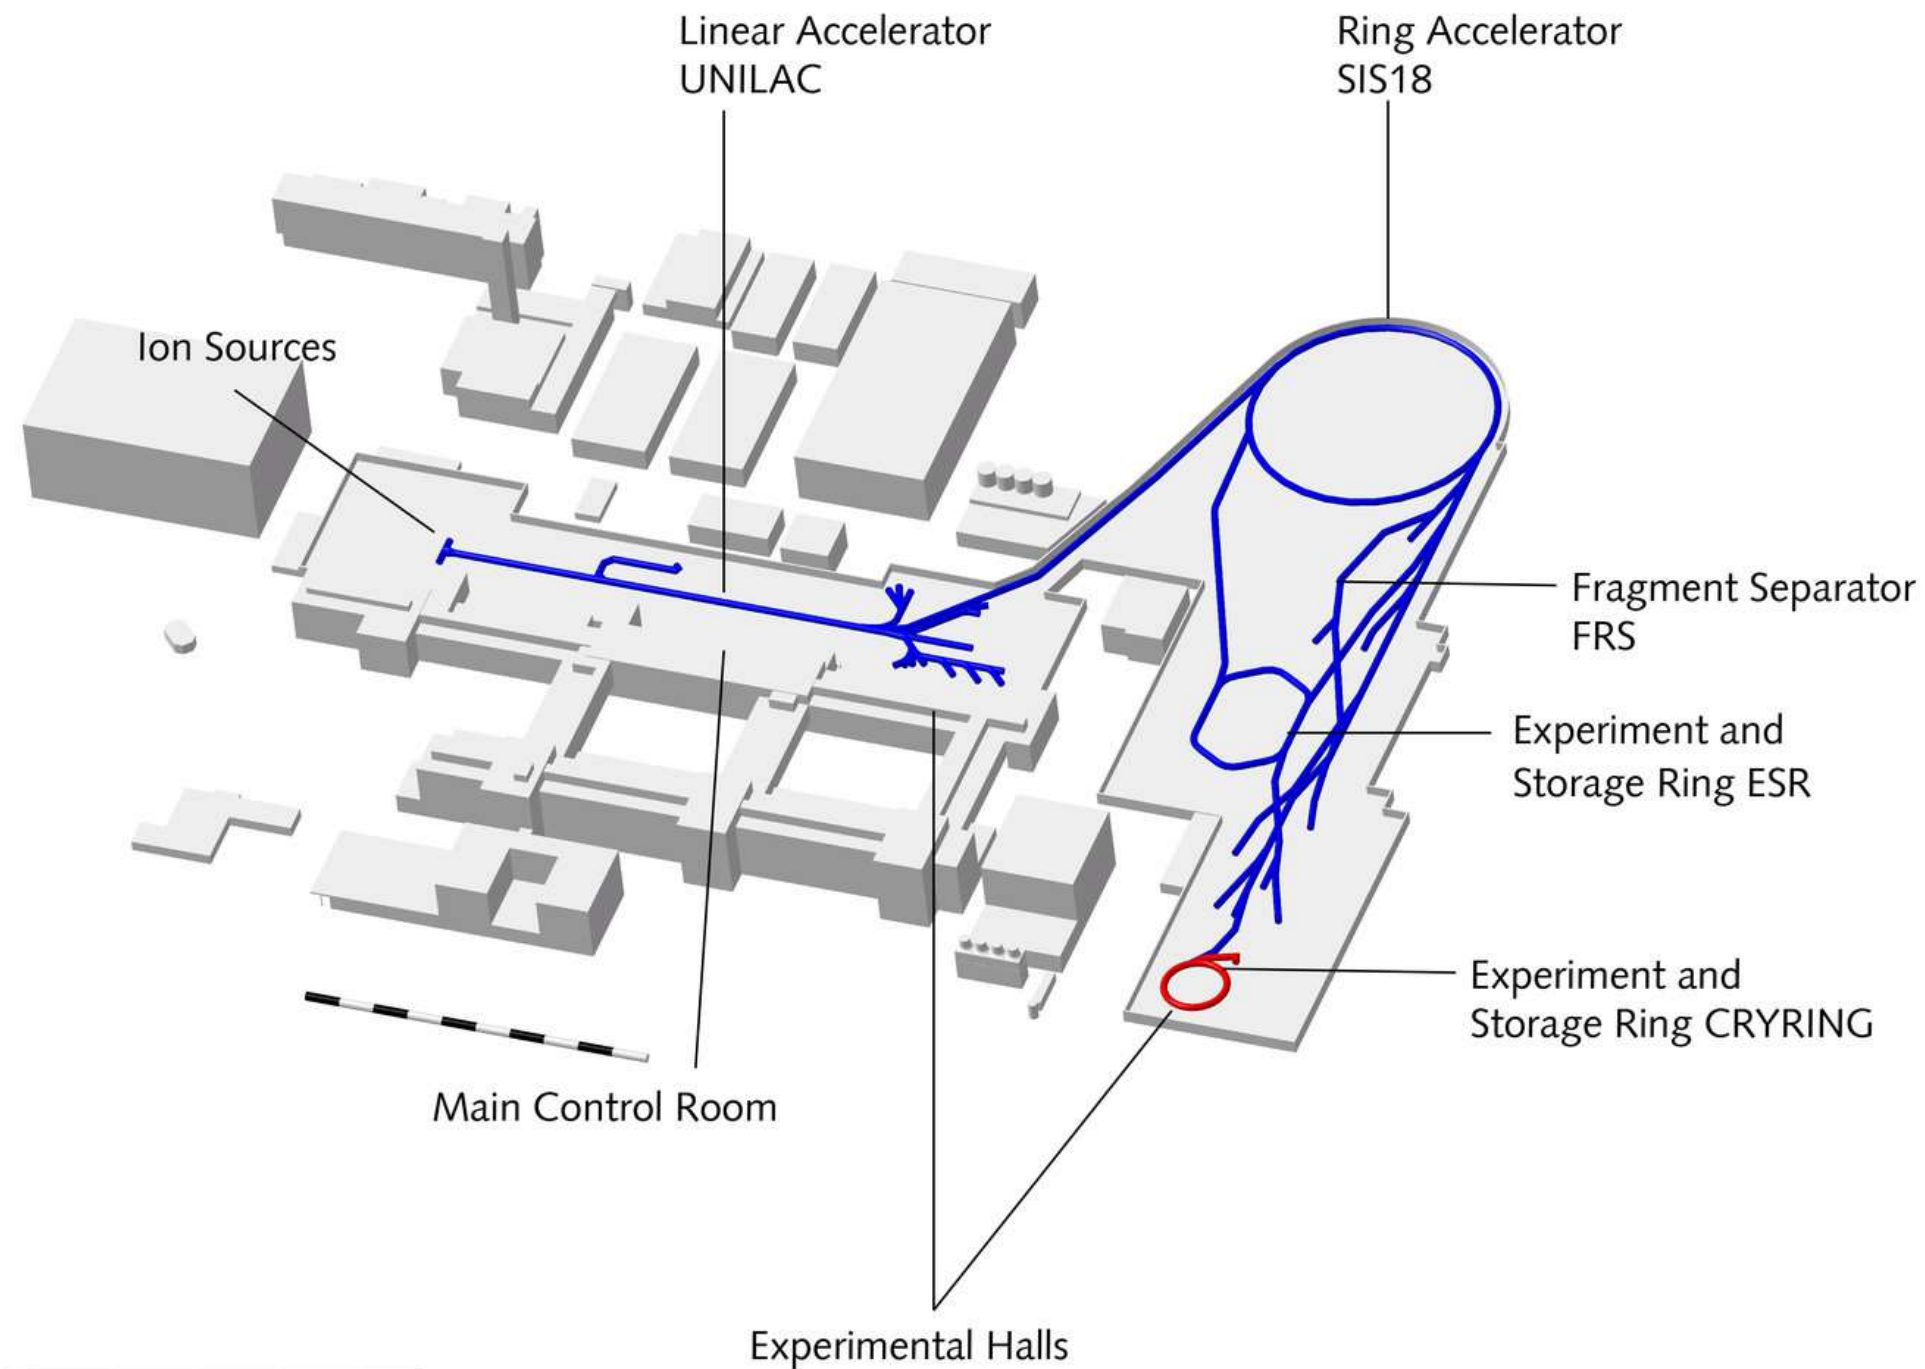 Linear Accelerator
UNILAC
Ring Accelerator
SIS18
Ion Sources
Fragment Separator
FRS
Experiment and
Storage Ring ESR
Experiment and
Storage Ring CRYRING
Main Control Room
Experimental Halls